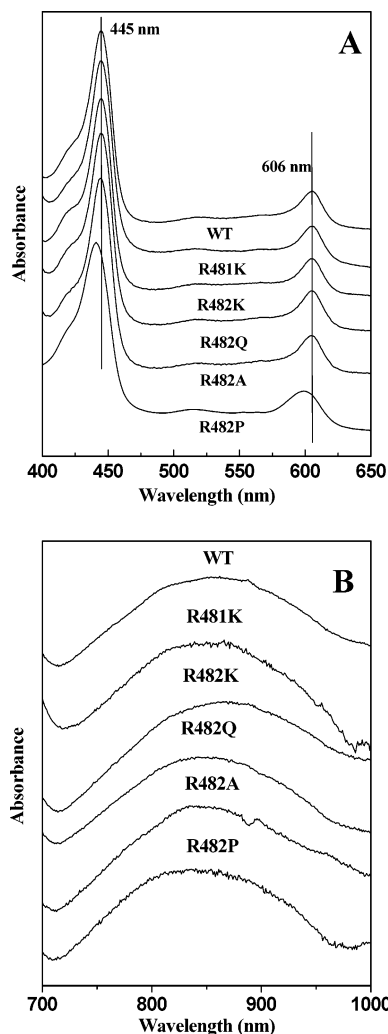 445 nm
A
606 nm
Absorbance
WT
R481K
R482K
R482Q
R482A
R482P
400 450 500 550 600 650
Wavelength (nm)
B
WT
R481K
R482K
R482Q
R482A
R482P
Absorbance
700 800 900 1000
Wavelength (nm)